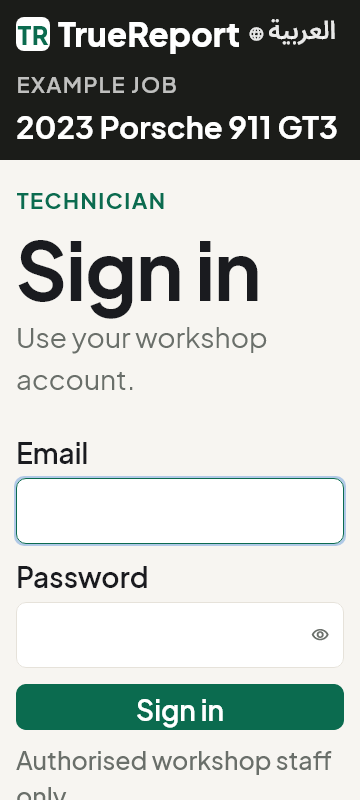 TR TrueReport العربية
EXAMPLE JOB
2023 Porsche 911 GT3
TECHNICIAN
Sign in
Use your workshop
account.
Email
Password
Sign in
Authorised workshop staff
only.